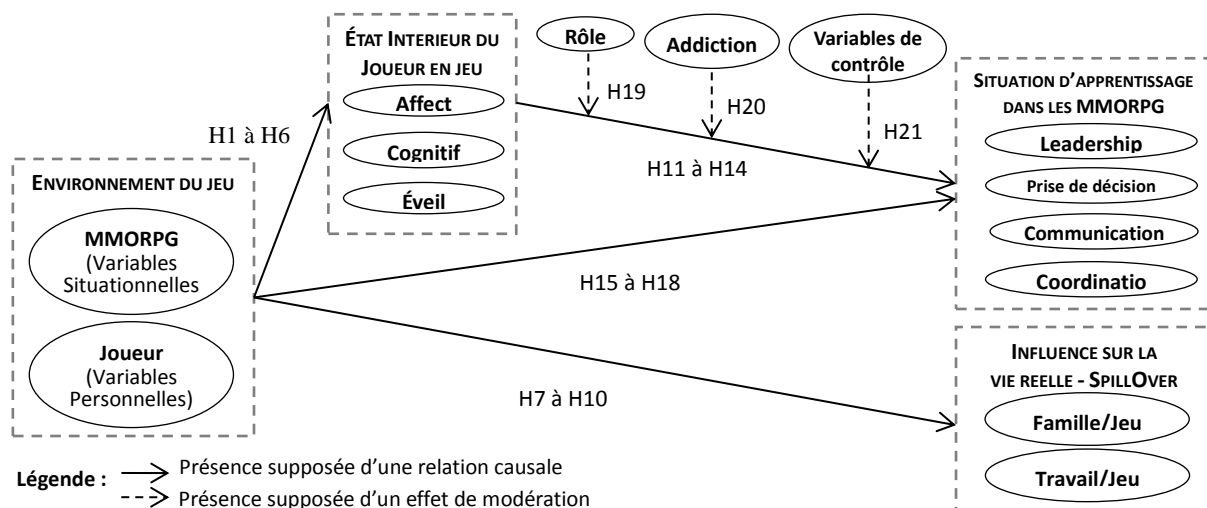 ÉTAT INTERIEUR DU
JOUEUR EN JEU
Affect
Cognitif
Éveil
Rôle
Addiction
Variables de
contrôle
H19
H20
H21
H1 à H6
H11 à H14
ENVIRONNEMENT DU JEU
MMORPG
(Variables
Situationnelles
Joueur
(Variables
Personnelles)
H15 à H18
H7 à H10
SITUATION D'APPRENTISSAGE
DANS LES MMORPG
Leadership
Prise de décision
Communication
Coordinatio
INFLUENCE SUR LA
VIE REELLE - SPILLOVER
Famille/Jeu
Travail/Jeu
Légende :
Présence supposée d'une relation causale
Présence supposée d'un effet de modération